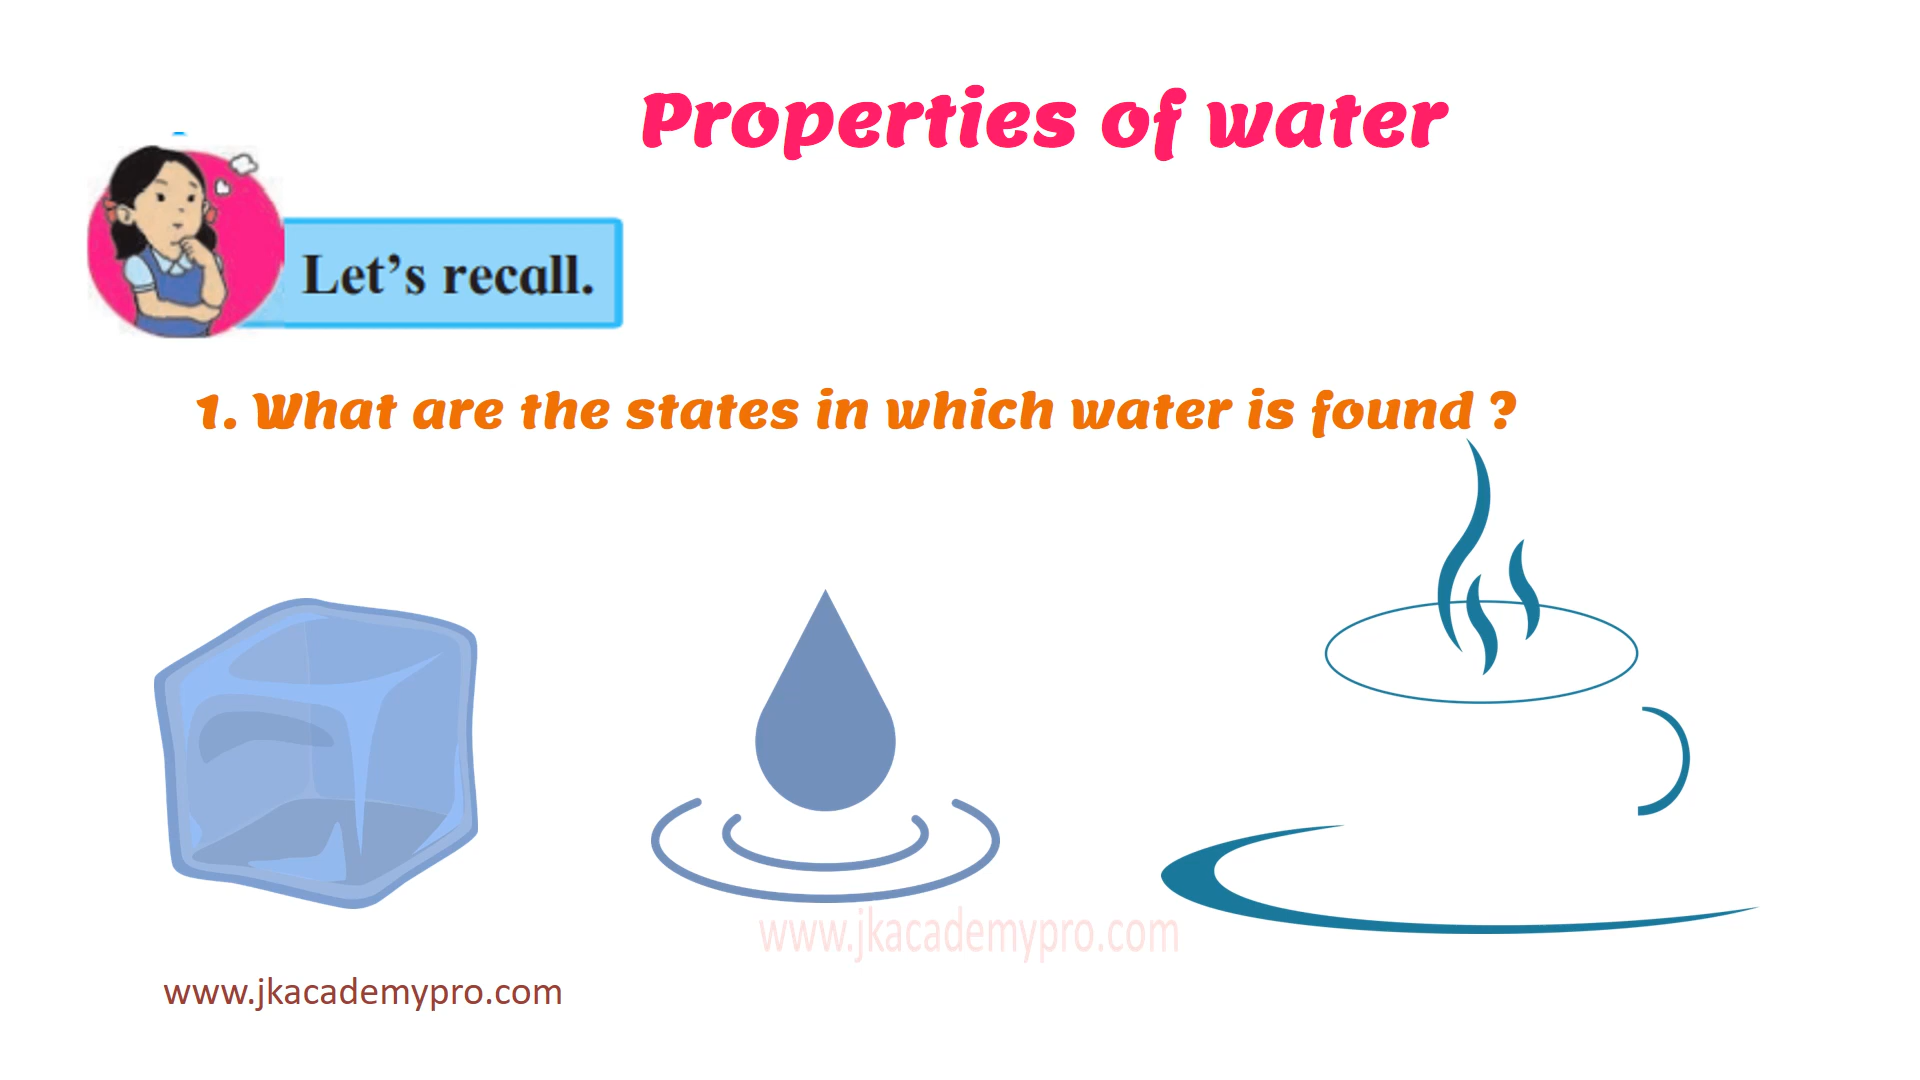 Properties of water
Let's recall.
1. What are the states in which water is found ?
www.jkacademypro.com
www.jkacademypro.com